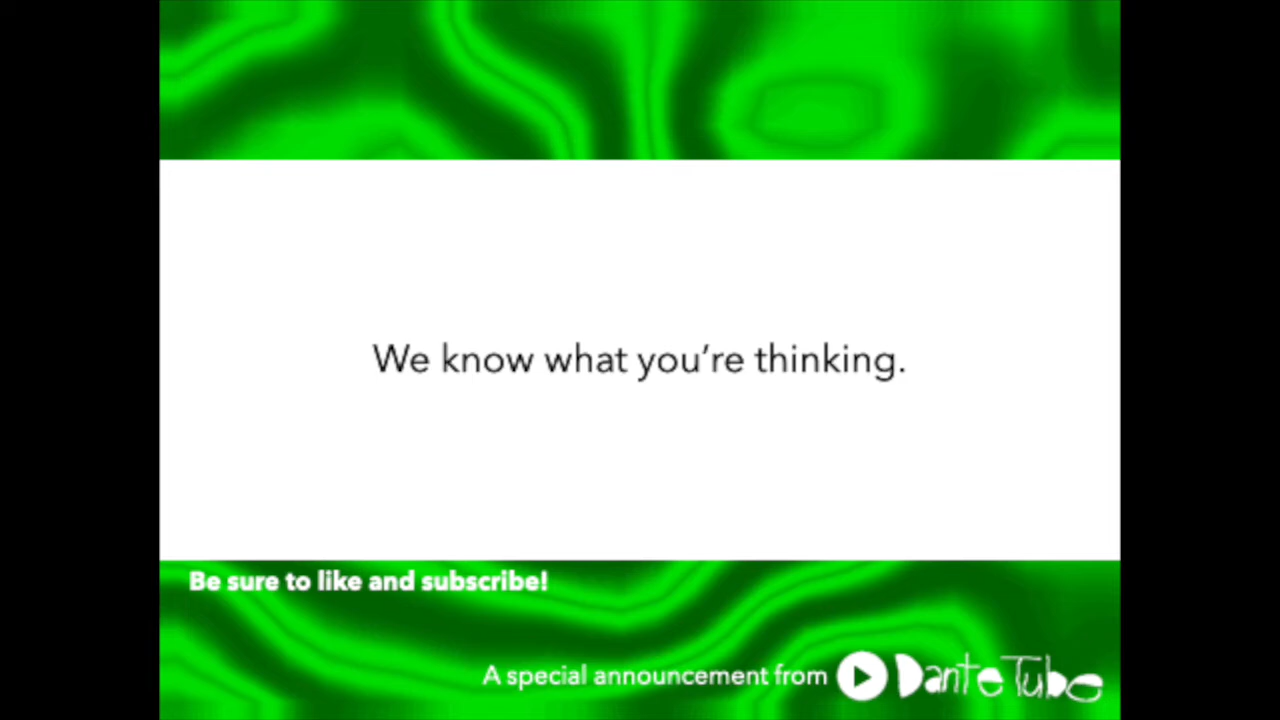 We know what you’re thinking.
Be sure to like and subscribe!
A special announcement from DanteTube